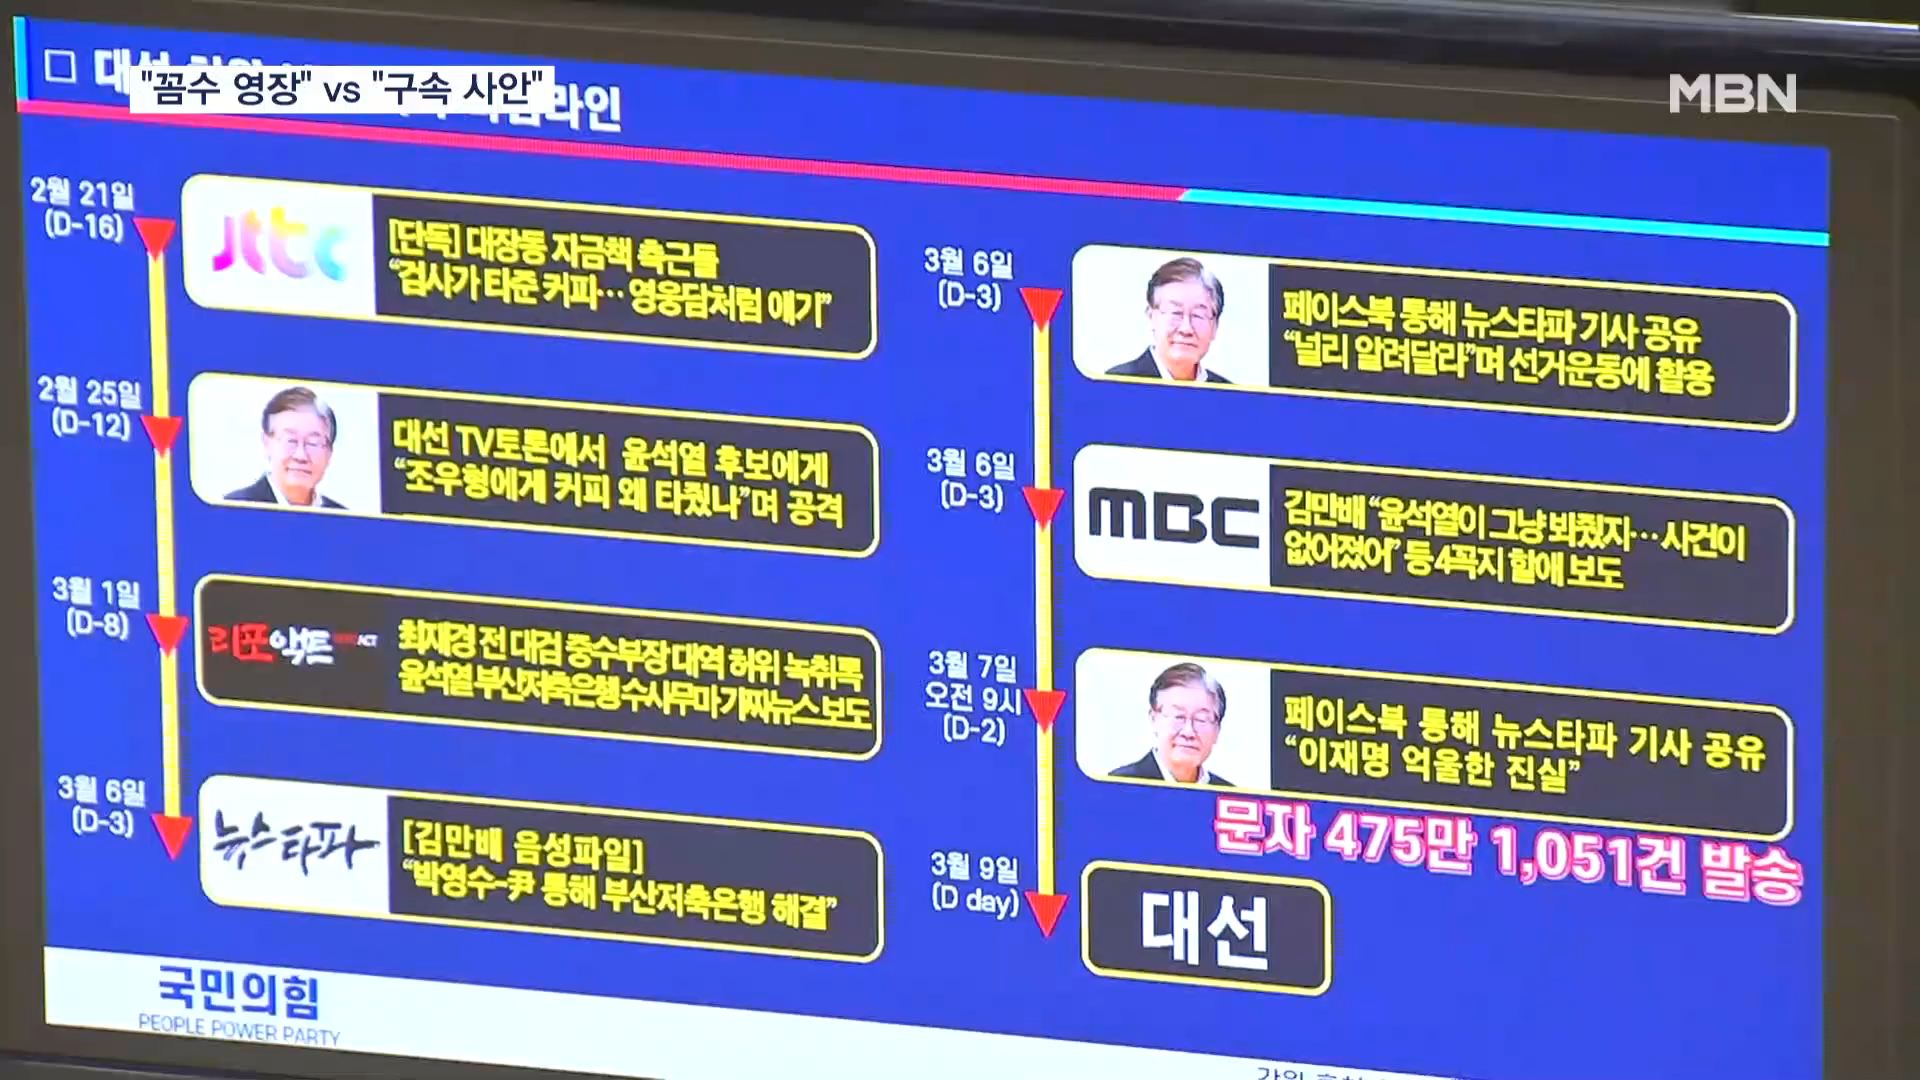 "꼼수 영장" vs "구속 사안"
MBN
라인
2월 21일
(D-16)
jtbc
[단독] 대장동 자금책 측근들
“검사가 타준 커피… 영웅담처럼 얘기”
2월 25일
(D-12)
대선 TV토론에서 윤석열 후보에게
“조우형에게 커피 왜 타줬나”며 공격
3월 1일
(D-8)
리포액트
최재경 전 대검 중수부장 대역 허위 녹취록
윤석열 부산저축은행 수사무마 가짜뉴스 보도
3월 6일
(D-3)
뉴스타파
[김만배 음성파일]
“박영수-尹 통해 부산저축은행 해결”
3월 6일
(D-3)
페이스북 통해 뉴스타파 기사 공유
“널리 알려달라”며 선거운동에 활용
3월 6일
(D-3)
MBC
김만배 “윤석열이 그냥 봐줬지… 사건이
없어졌어” 등 4꼭지 할애 보도
3월 7일
오전 9시
(D-2)
페이스북 통해 뉴스타파 기사 공유
“이재명 억울한 진실”
문자 475만 1,051건 발송
3월 9일
(D day)
대선
국민의힘
PEOPLE POWER PARTY